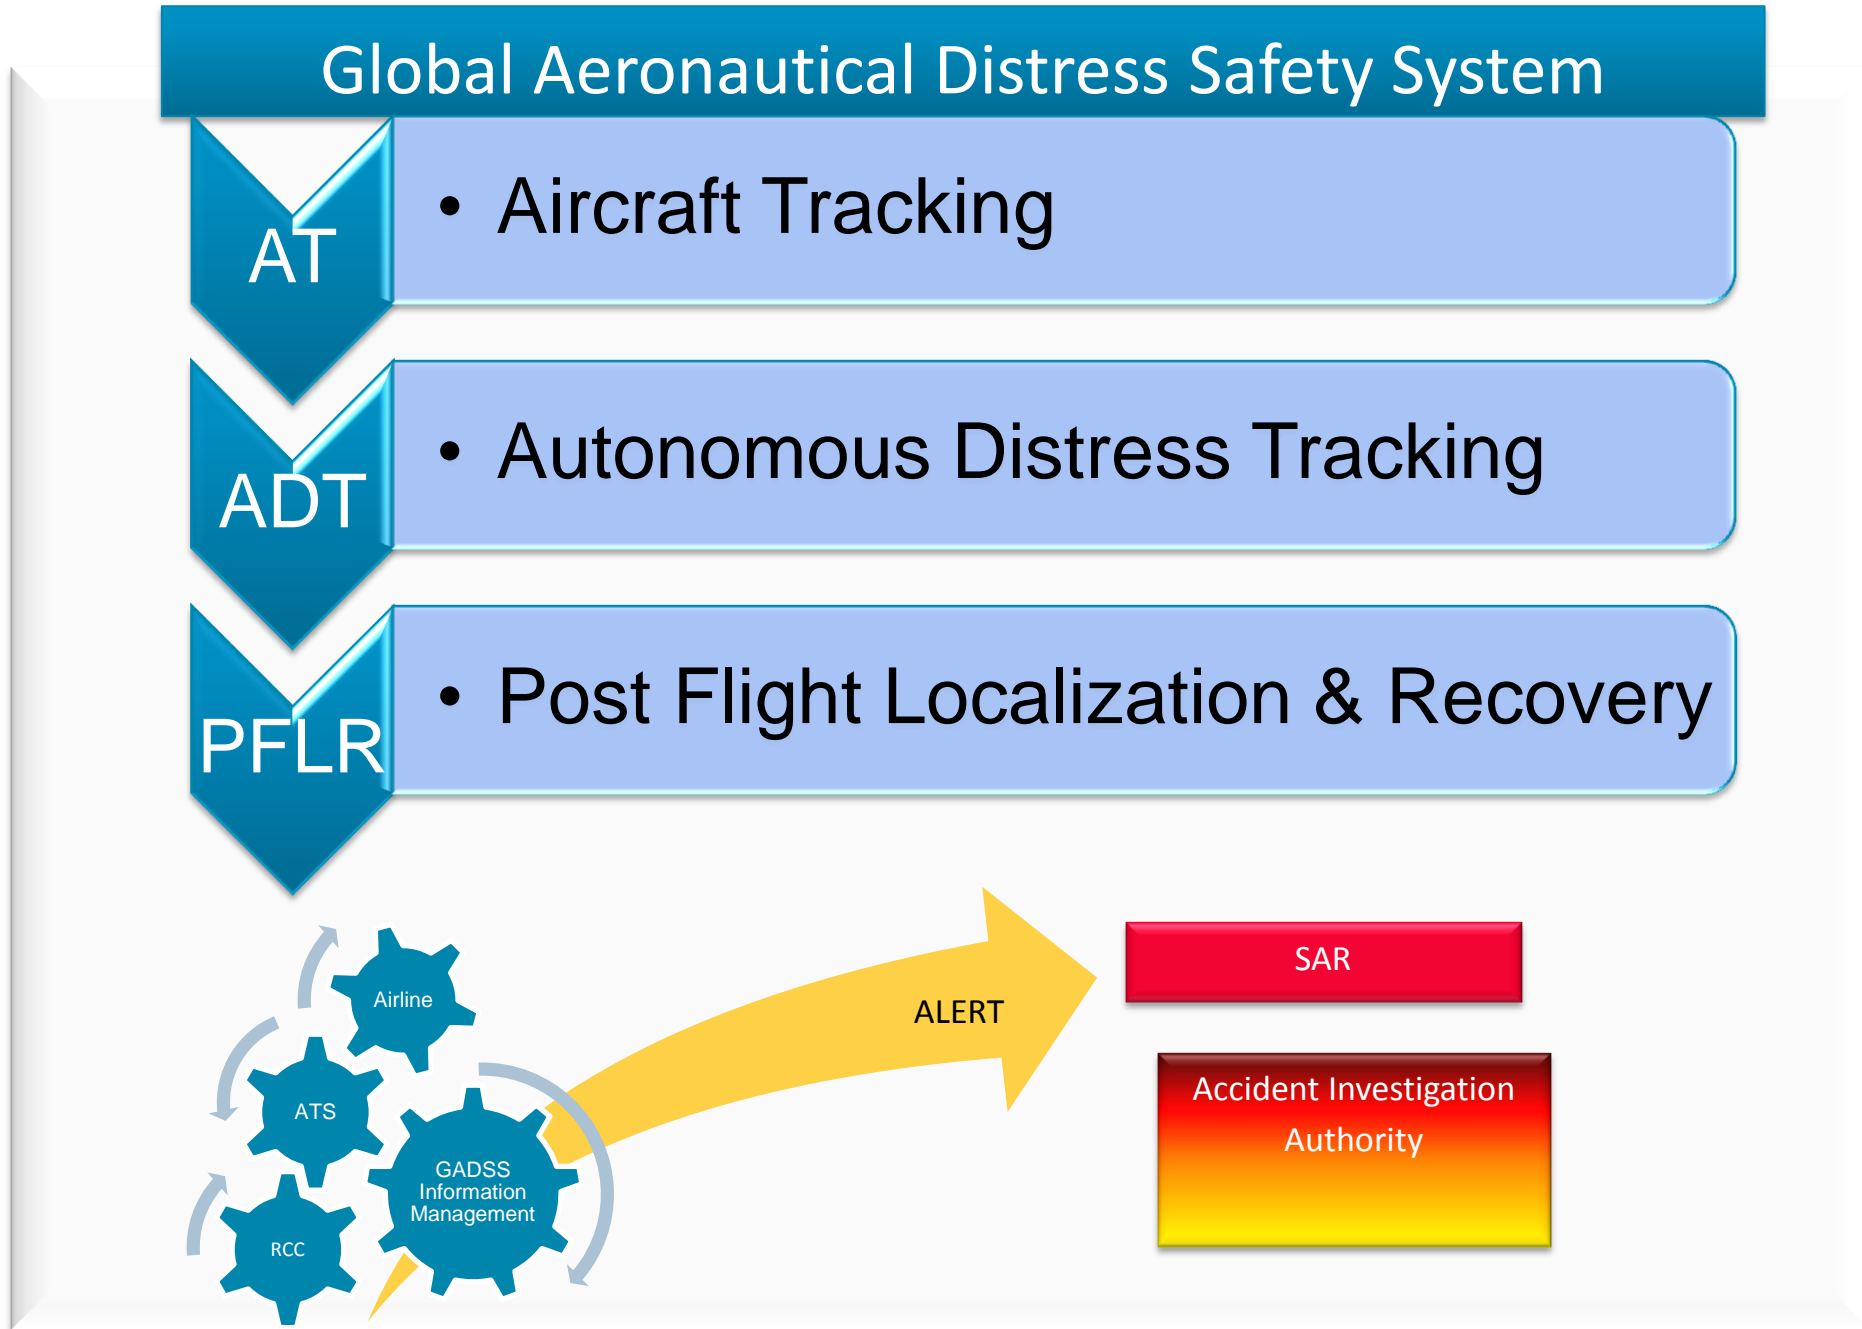 Global Aeronautical Distress Safety System
AT
• Aircraft Tracking
ADT
• Autonomous Distress Tracking
PFLR
• Post Flight Localization & Recovery
Airline
ATS
RCC
GADSS
Information
Management
ALERT
SAR
Accident Investigation
Authority